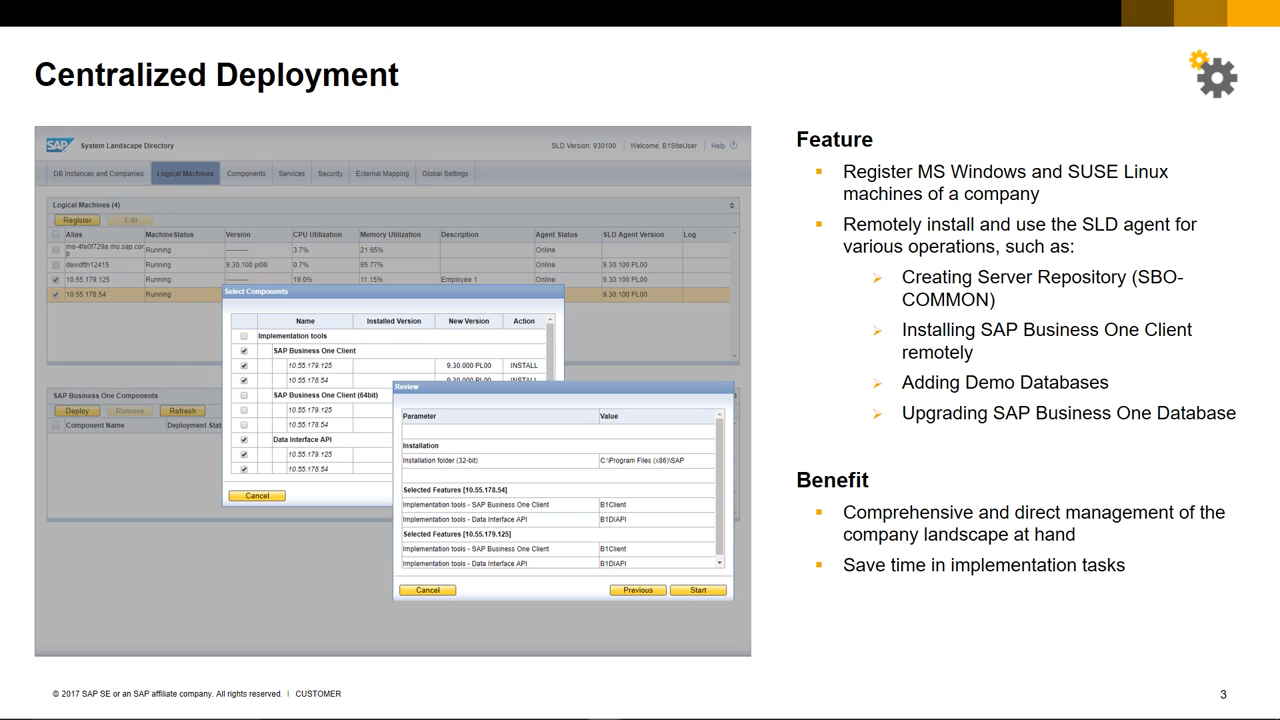 Centralized Deployment
SAP System Landscape Directory
SLD Version: 930100 | Welcome, B1SiteUser | Help
DB Instances and Companies Logical Machines Components Services Security External Mapping Global Settings
Logical Machines (4)
Register Edit
Alias MachineStatus Version CPU Utilization Memory Utilization Description Agent Status SLD Agent Version Log
mo-4fe0f729a.mo.sap.cor
p Running --------- 3.7% 21.65% Online
dewdfth12415 Running 9.30.100 pl00 0.7% 95.77% Online 9.30.100 PL00
10.55.179.125 Running --------- 19.0% 11.15% Employee 1 Online 9.30.100 PL00
10.55.178.54 Running 9.30.100 PL00
SAP Business One Components
Deploy Remove Refresh
Component Name Deployment Stat
Select Components
Name Installed Version New Version Action
Implementation tools
SAP Business One Client
10.55.179.125 9.30.000 PL00 INSTALL
10.55.178.54 9.30.000 PL00 INSTALL
SAP Business One Client (64bit)
10.55.179.125
10.55.178.54
Data Interface API
10.55.179.125
10.55.178.54
Cancel
Review
Parameter Value
Installation
Installation folder (32-bit) C:\Program Files (x86)\SAP
Selected Features [10.55.178.54]
Implementation tools - SAP Business One Client B1Client
Implementation tools - Data Interface API B1DIAPI
Selected Features [10.55.179.125]
Implementation tools - SAP Business One Client B1Client
Implementation tools - Data Interface API B1DIAPI
Cancel Previous Start
Feature
Register MS Windows and SUSE Linux
machines of a company
Remotely install and use the SLD agent for
various operations, such as:
Creating Server Repository (SBO-
COMMON)
Installing SAP Business One Client
remotely
Adding Demo Databases
Upgrading SAP Business One Database
Benefit
Comprehensive and direct management of the
company landscape at hand
Save time in implementation tasks
© 2017 SAP SE or an SAP affiliate company. All rights reserved. | CUSTOMER
3